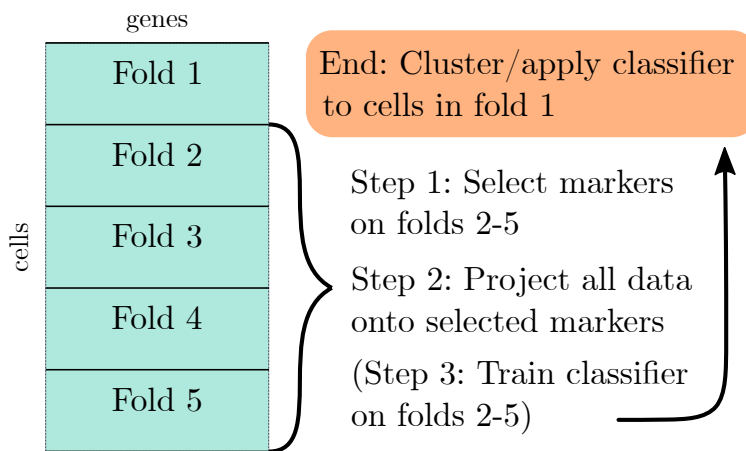 genes
cells
Fold 1
Fold 2
Fold 3
Fold 4
Fold 5
End: Cluster/apply classifier
to cells in fold 1
Step 1: Select markers
on folds 2-5
Step 2: Project all data
onto selected markers
(Step 3: Train classifier
on folds 2-5)